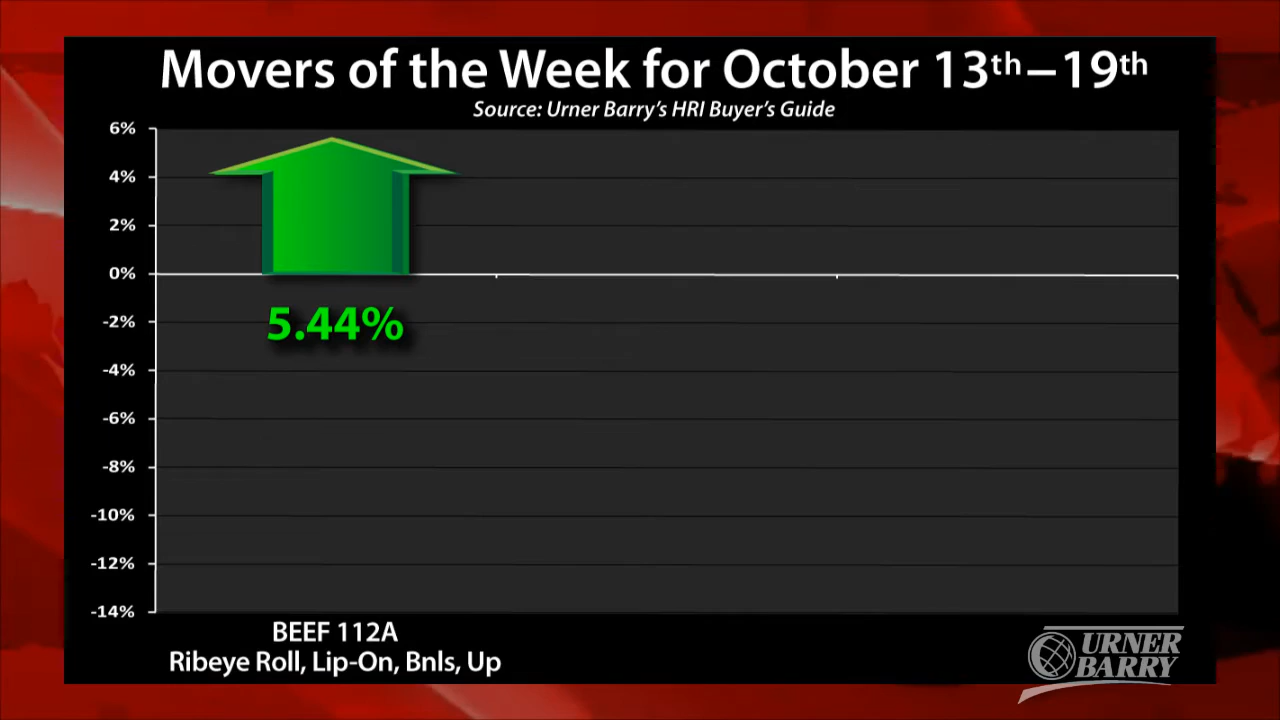 Movers of the Week for October 13th–19th
Source: Urner Barry's HRI Buyer's Guide
6%
4%
2%
0%
-2%
-4%
-6%
-8%
-10%
-12%
-14%
5.44%
BEEF 112A
Ribeye Roll, Lip-On, Bnls, Up
URNER
BARRY